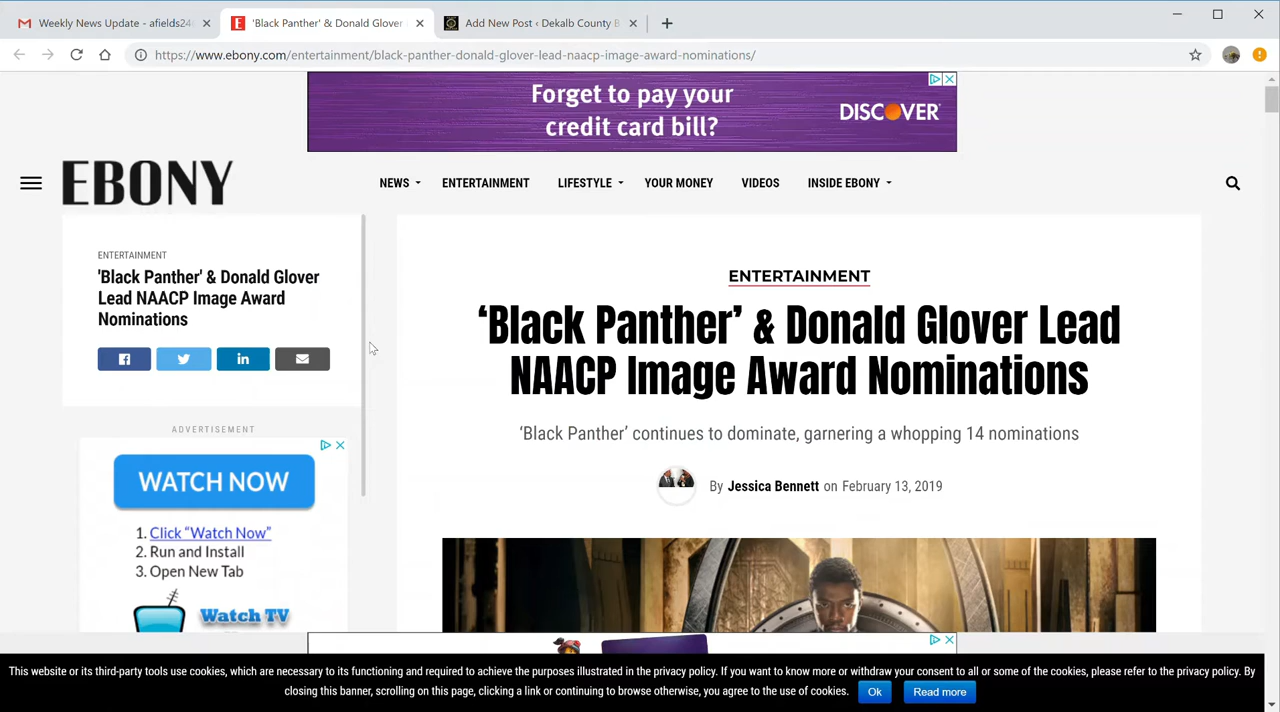 Weekly News Update - afields24
'Black Panther' & Donald Glover
Add New Post ‹ Dekalb County B
https://www.ebony.com/entertainment/black-panther-donald-glover-lead-naacp-image-award-nominations/
Forget to pay your
credit card bill?
DISCOVER
EBONY
NEWS ENTERTAINMENT LIFESTYLE YOUR MONEY VIDEOS INSIDE EBONY
ENTERTAINMENT
'Black Panther' & Donald Glover
Lead NAACP Image Award
Nominations
ADVERTISEMENT
WATCH NOW
1. Click “Watch Now”
2. Run and Install
3. Open New Tab
Watch TV
ENTERTAINMENT
‘Black Panther’ & Donald Glover Lead
NAACP Image Award Nominations
‘Black Panther’ continues to dominate, garnering a whopping 14 nominations
By Jessica Bennett on February 13, 2019
This website or its third-party tools use cookies, which are necessary to its functioning and required to achieve the purposes illustrated in the privacy policy. If you want to know more or withdraw your consent to all or some of the cookies, please refer to the privacy policy. By
closing this banner, scrolling on this page, clicking a link or continuing to browse otherwise, you agree to the use of cookies. Ok Read more